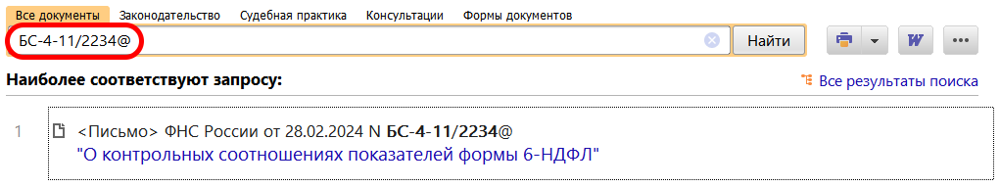 Все документы Законодательство Судебная практика Консультации Формы документов
БС-4-11/2234@ Найти W
Наиболее соответствуют запросу: Все результаты поиска
1 <Письмо> ФНС России от 28.02.2024 N БС-4-11/2234@
"О контрольных соотношениях показателей формы 6-НДФЛ"